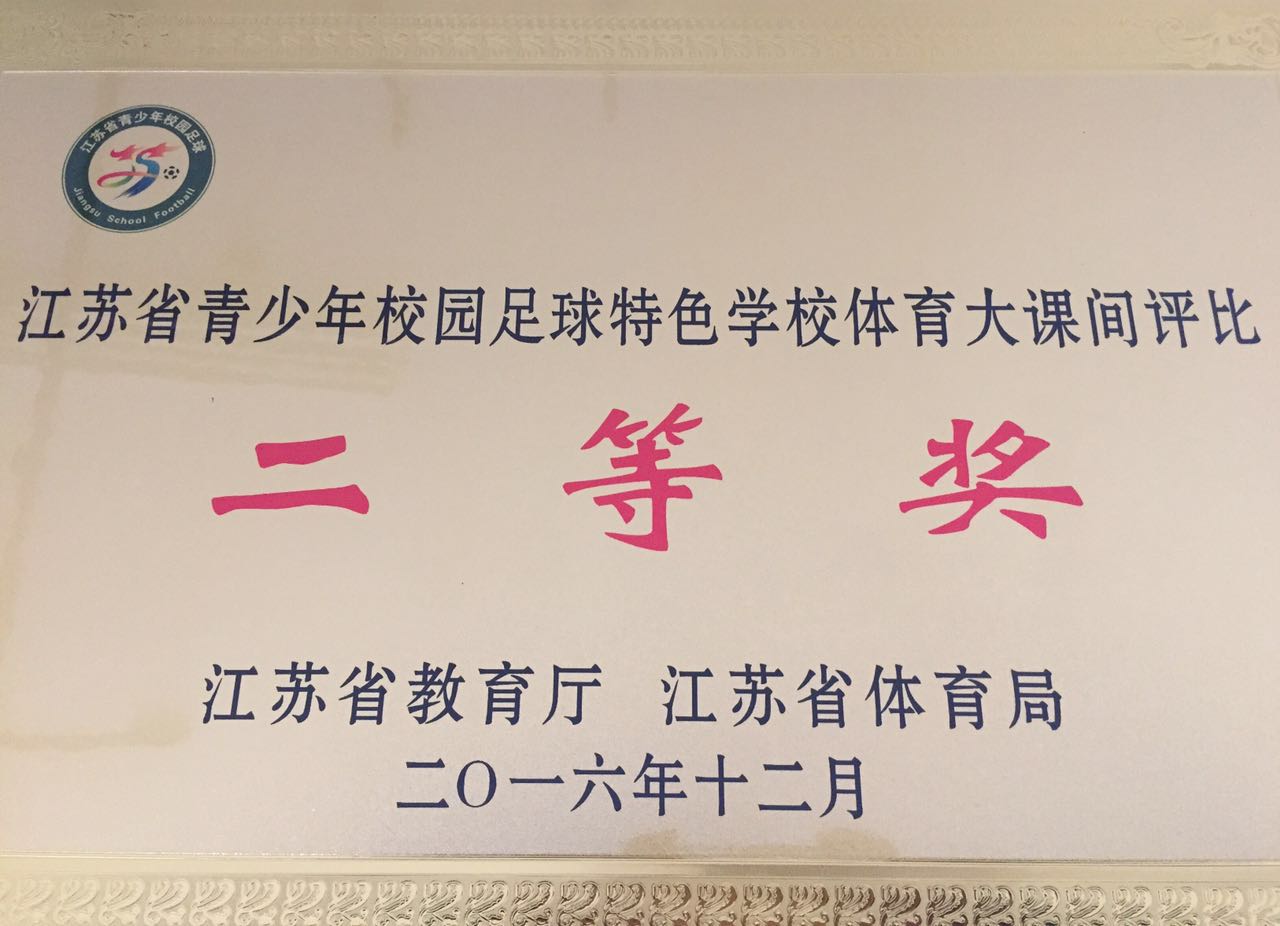 江苏省青少年校园足球
Jiangsu School Football
江苏省青少年校园足球特色学校体育大课间评比
二等奖
江苏省教育厅 江苏省体育局
二〇一六年十二月